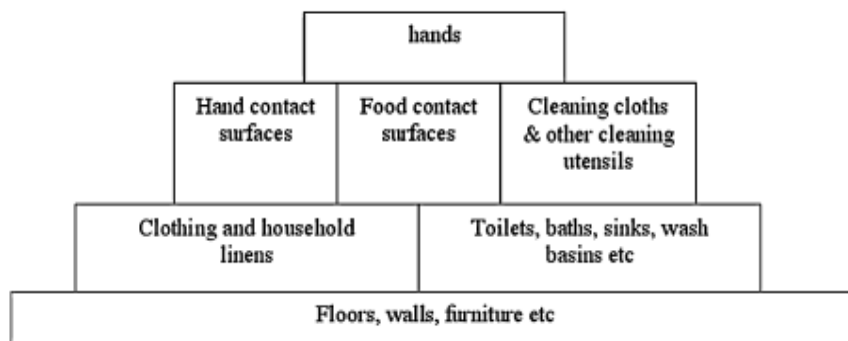 hands
Hand contact
surfaces
Food contact
surfaces
Cleaning cloths
& other cleaning
utensils
Clothing and household
linens
Toilets, baths, sinks, wash
basins etc
Floors, walls, furniture etc